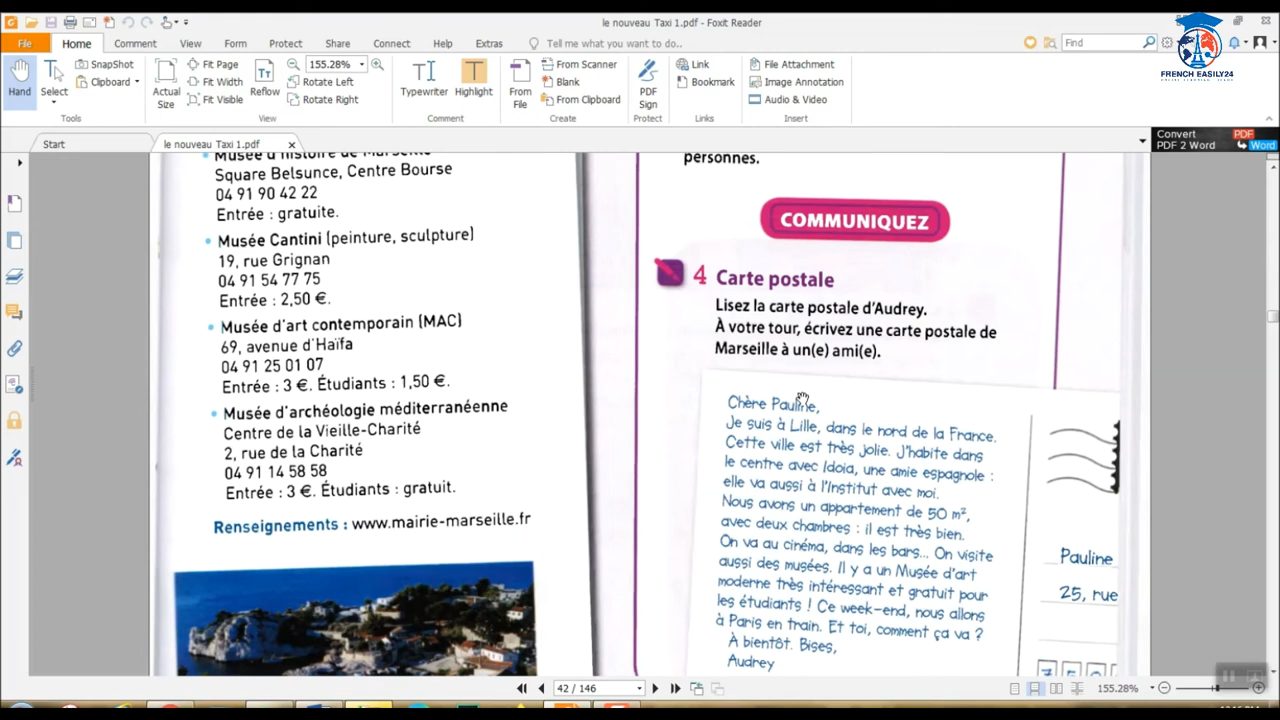 le nouveau Taxi 1.pdf - Foxit Reader
FRENCH EASILY24
File Home Comment View Form Protect Share Connect Help Extras Tell me what you want to do.. Find
Hand
Select
SnapShot
Clipboard
Actual Size
Fit Page
Fit Width
Fit Visible
Reflow
155.28%
Rotate Left
Rotate Right
Typewriter
Highlight
From File
From Scanner
Blank
From Clipboard
PDF Sign
Link
Bookmark
File Attachment
Image Annotation
Audio & Video
Tools View Comment Create Protect Links Insert
Start le nouveau Taxi 1.pdf
Convert PDF
PDF 2 Word Word
Musée d'histoire de Marseille
Square Belsunce, Centre Bourse
04 91 90 42 22
Entrée : gratuite.
• Musée Cantini (peinture, sculpture)
19, rue Grignan
04 91 54 77 75
Entrée : 2,50 €.
• Musée d'art contemporain (MAC)
69, avenue d'Haïfa
04 91 25 01 07
Entrée : 3 €. Étudiants : 1,50 €.
• Musée d'archéologie méditerranéenne
Centre de la Vieille-Charité
2, rue de la Charité
04 91 14 58 58
Entrée : 3 €. Étudiants : gratuit.
Renseignements : www.mairie-marseille.fr
personnes.
COMMUNIQUEZ
4 Carte postale
Lisez la carte postale d'Audrey.
À votre tour, écrivez une carte postale de
Marseille à un(e) ami(e).
Chère Pauline,
Je suis à Lille, dans le nord de la France.
Cette ville est très jolie. J'habite dans
le centre avec Idoia, une amie espagnole :
elle va aussi à l'Institut avec moi.
Nous avons un appartement de 50 m²,
avec deux chambres : il est très bien.
On va au cinéma, dans les bars... On visite
aussi des musées. Il y a un Musée d'art
moderne très intéressant et gratuit pour
les étudiants ! Ce week-end, nous allons
à Paris en train. Et toi, comment ça va ?
À bientôt. Bises,
Audrey
Pauline
25, rue
42 / 146
155.28%